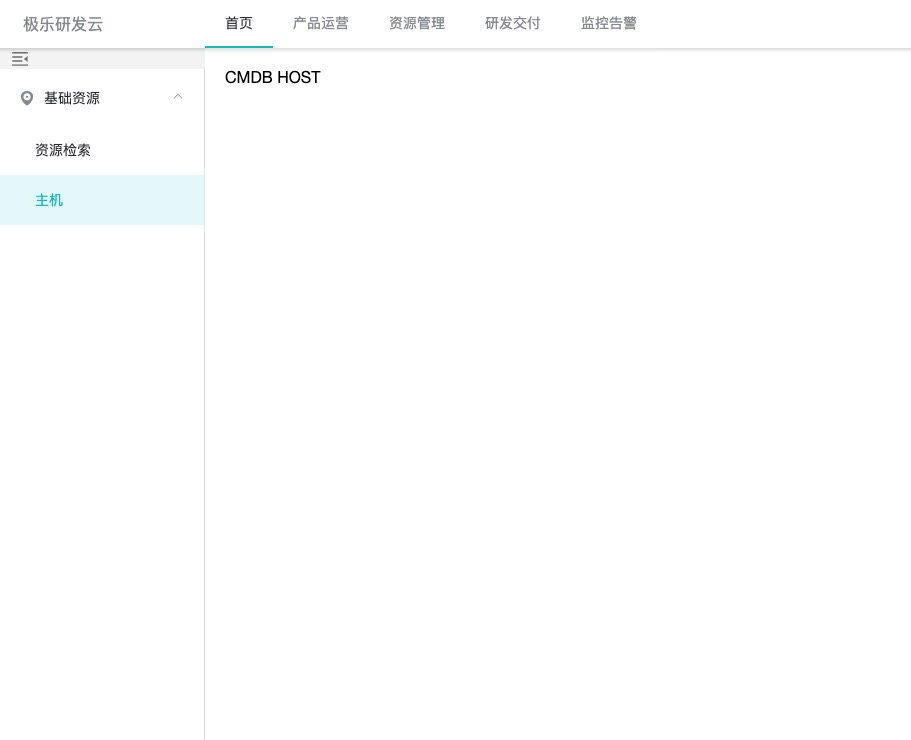 极乐研发云
首页 产品运营 资源管理 研发交付 监控告警
基础资源
资源检索
主机
CMDB HOST